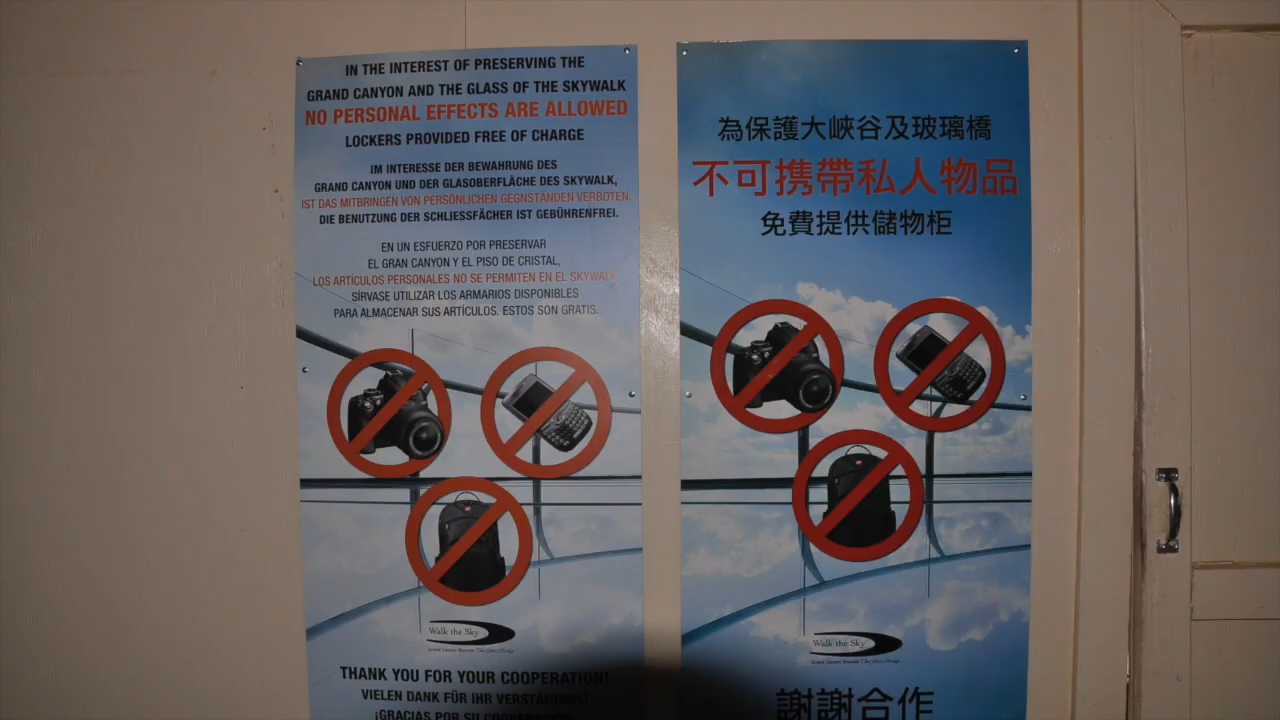 IN THE INTEREST OF PRESERVING THE
GRAND CANYON AND THE GLASS OF THE SKYWALK
NO PERSONAL EFFECTS ARE ALLOWED
LOCKERS PROVIDED FREE OF CHARGE
IM INTERESSE DER BEWAHRUNG DES
GRAND CANYON UND DER GLASOBERFLÄCHE DES SKYWALK,
IST DAS MITBRINGEN VON PERSÖNLICHEN GEGNSTÄNDEN VERBOTEN.
DIE BENUTZUNG DER SCHLIESSFÄCHER IST GEBÜHRENFREI.
EN UN ESFUERZO POR PRESERVAR
EL GRAN CANYON Y EL PISO DE CRISTAL,
LOS ARTÍCULOS PERSONALES NO SE PERMITEN EN EL SKYWALK.
SÍRVASE UTILIZAR LOS ARMARIOS DISPONIBLES
PARA ALMACENAR SUS ARTÍCULOS. ESTOS SON GRATIS.
Walk the Sky
THANK YOU FOR YOUR COOPERATION!
VIELEN DANK FÜR IHR VERSTÄNDNIS!
¡GRACIAS POR SU COOPERACIÓN!
為保護大峽谷及玻璃橋
不可携帶私人物品
免費提供儲物柜
Walk the Sky
謝謝合作